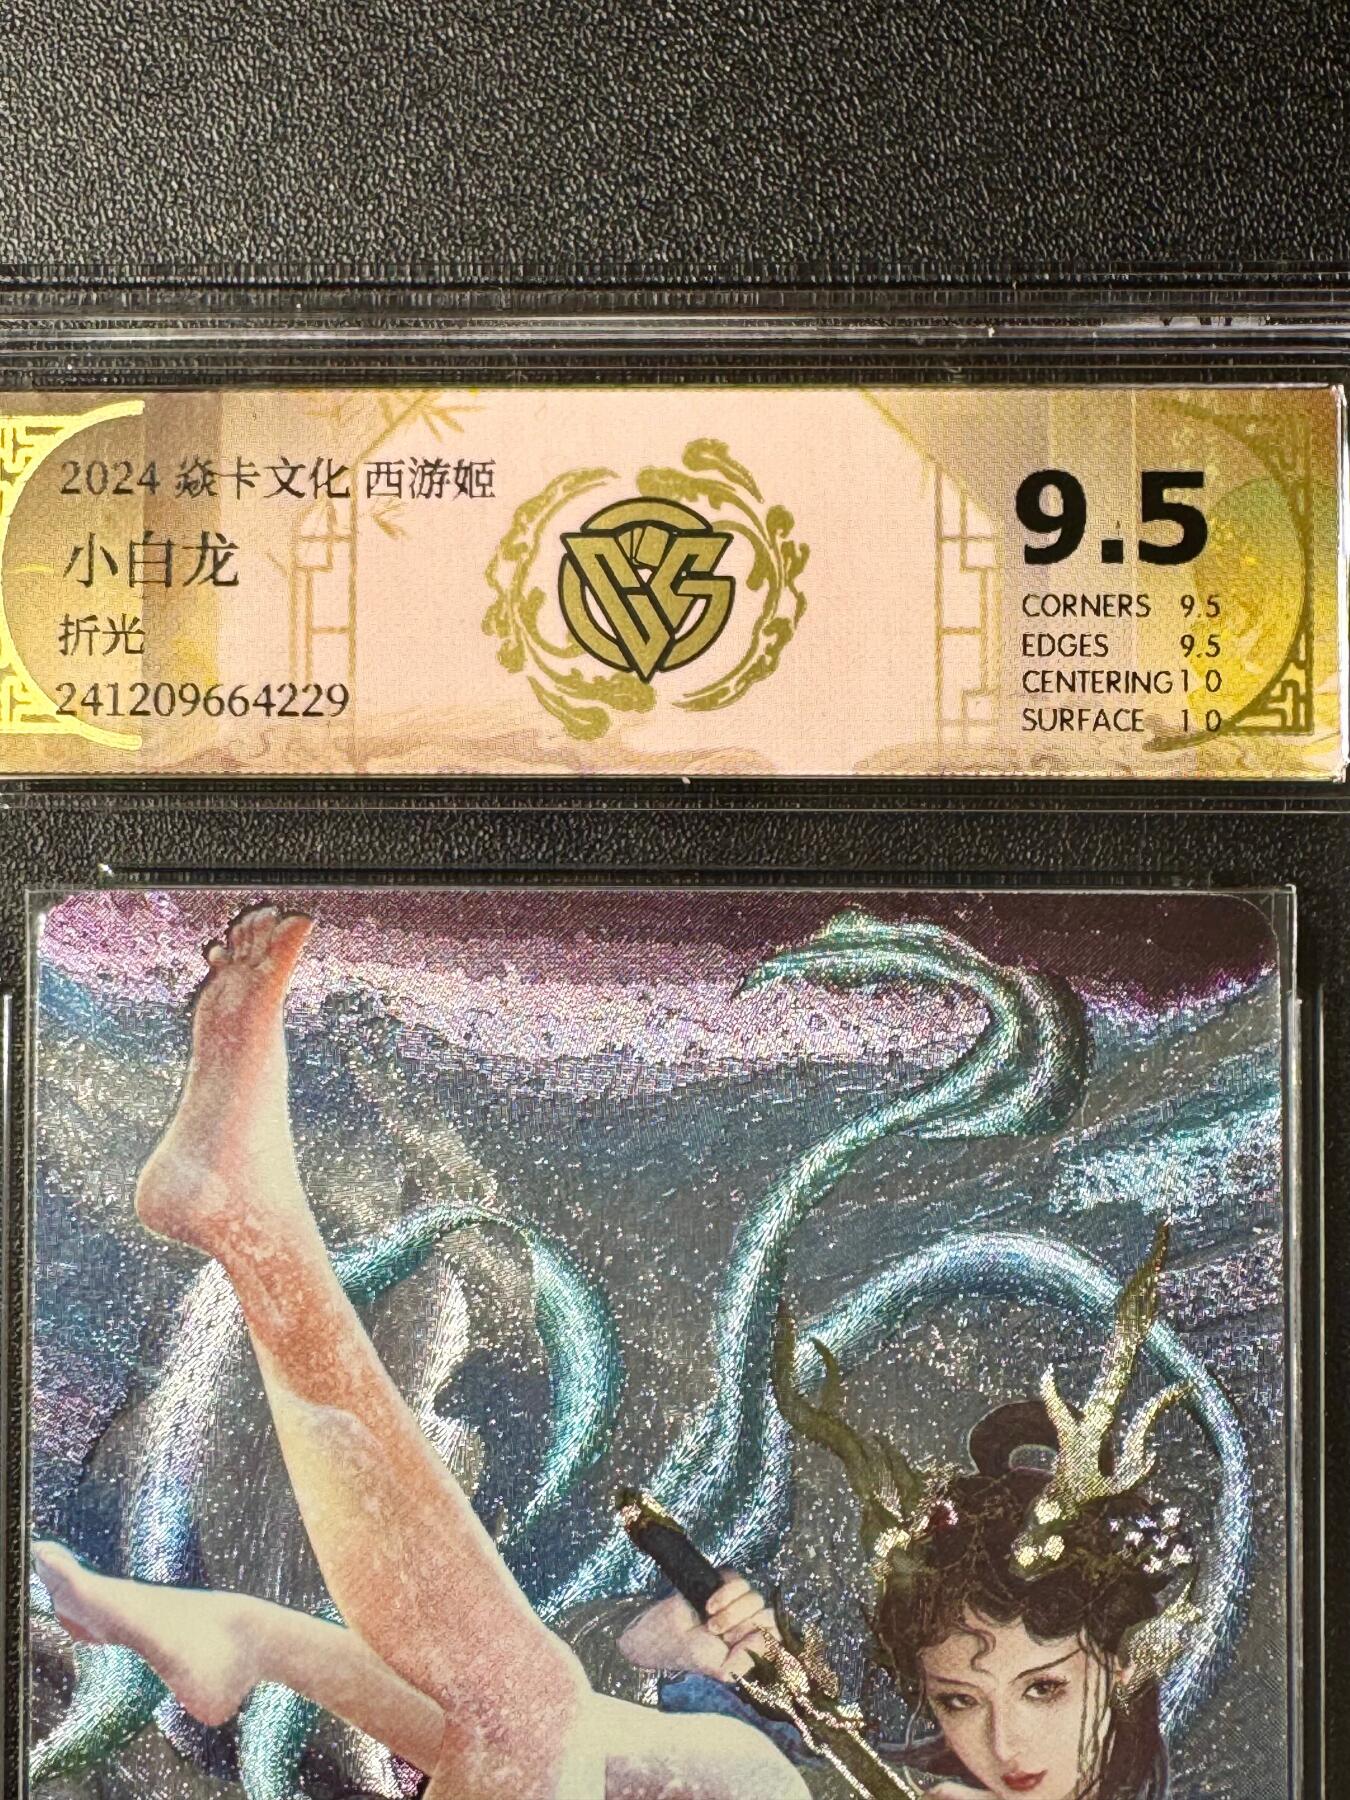 2024 焱卡文化 西游姬
小白龙
折光
241209664229
9.5
CORNERS 9.5
EDGES 9.5
CENTERING 10
SURFACE 10